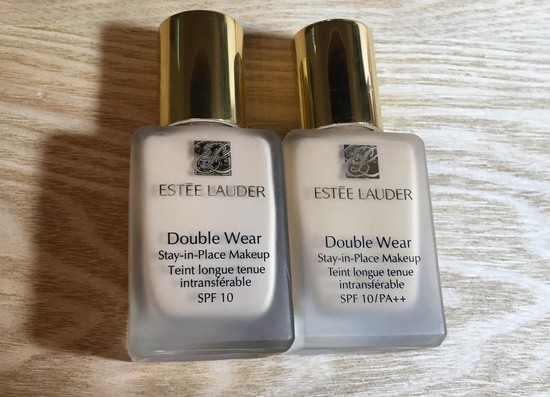 ESTĒE LAUDER
Double Wear
Stay-in-Place Makeup
Teint longue tenue
intransférable
SPF 10
ESTĒE LAUDER
Double Wear
Stay-in-Place Makeup
Teint longue tenue
intransférable
SPF 10/PA++